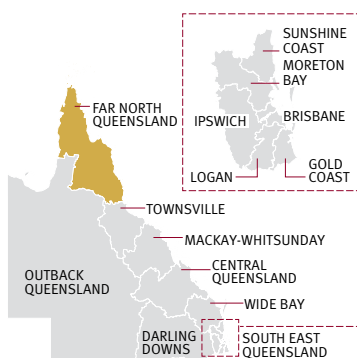 SUNSHINE
COAST
MORETON
BAY
IPSWICH
BRISBANE
LOGAN
GOLD
COAST
FAR NORTH
QUEENSLAND
TOWNSVILLE
MACKAY-WHITSUNDAY
CENTRAL
QUEENSLAND
OUTBACK
QUEENSLAND
WIDE BAY
DARLING
DOWNS
SOUTH EAST
QUEENSLAND